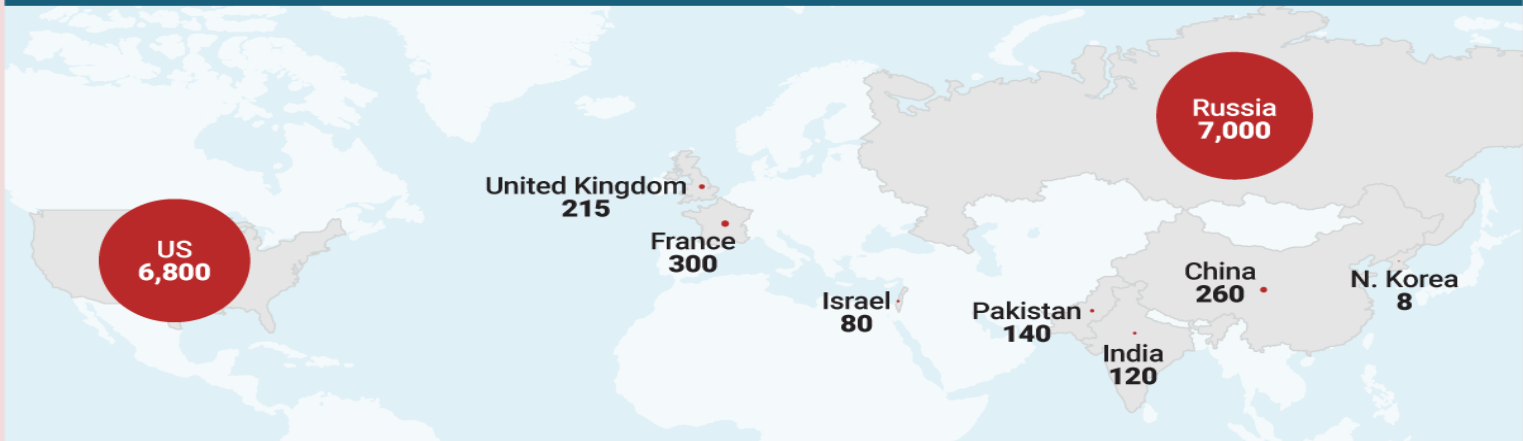 Russia
7,000
United Kingdom
215
US
6,800
France
300
Israel
80
Pakistan
140
India
120
China
260
N. Korea
8